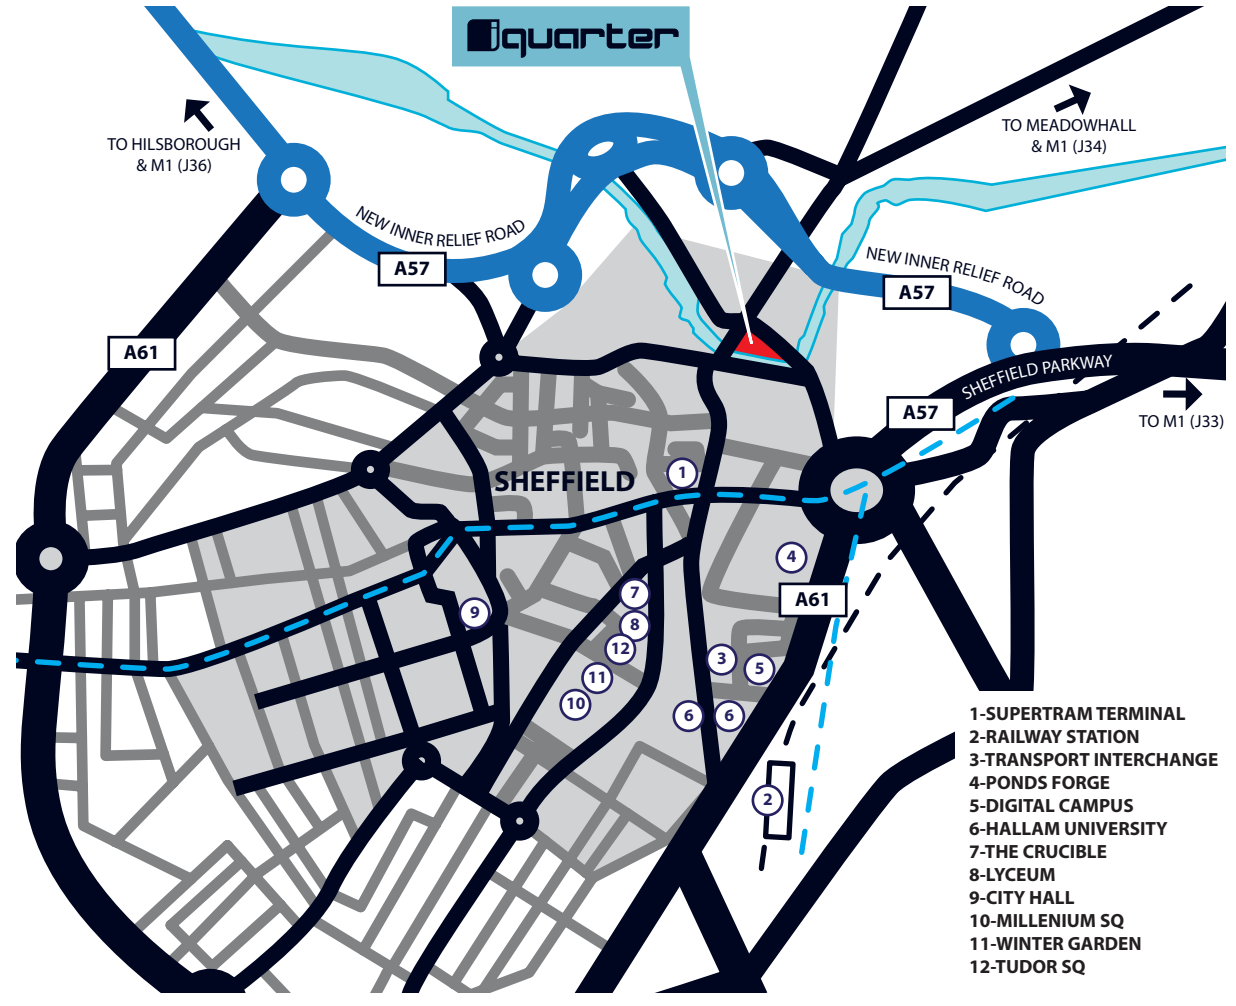 iquarter
TO HILSBOROUGH
& M1 (J36)
TO MEADOWHALL
& M1 (J34)
NEW INNER RELIEF ROAD
A57
NEW INNER RELIEF ROAD
A57
A61
SHEFFIELD PARKWAY
A57
TO M1 (J33)
SHEFFIELD
1
4
A61
7
9
8
12
3
5
11
10
6
6
2
1-SUPERTRAM TERMINAL
2-RAILWAY STATION
3-TRANSPORT INTERCHANGE
4-PONDS FORGE
5-DIGITAL CAMPUS
6-HALLAM UNIVERSITY
7-THE CRUCIBLE
8-LYCEUM
9-CITY HALL
10-MILLENIUM SQ
11-WINTER GARDEN
12-TUDOR SQ